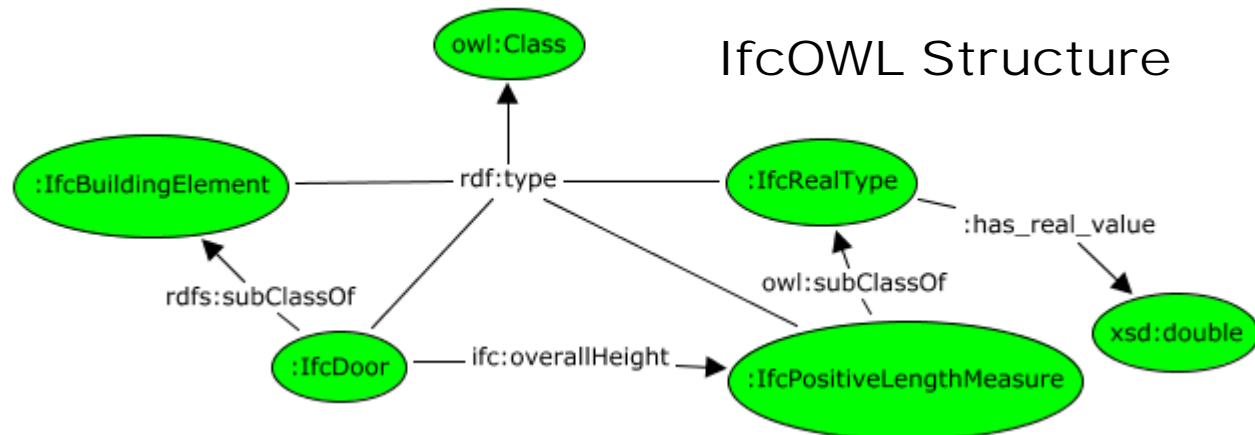 owl:Class
IfcOWL Structure
:IfcBuildingElement
rdf:type
:IfcRealType
:has_real_value
rdfs:subClassOf
owl:subClassOf
:IfcDoor
ifc:overallHeight
:IfcPositiveLengthMeasure
xsd:double